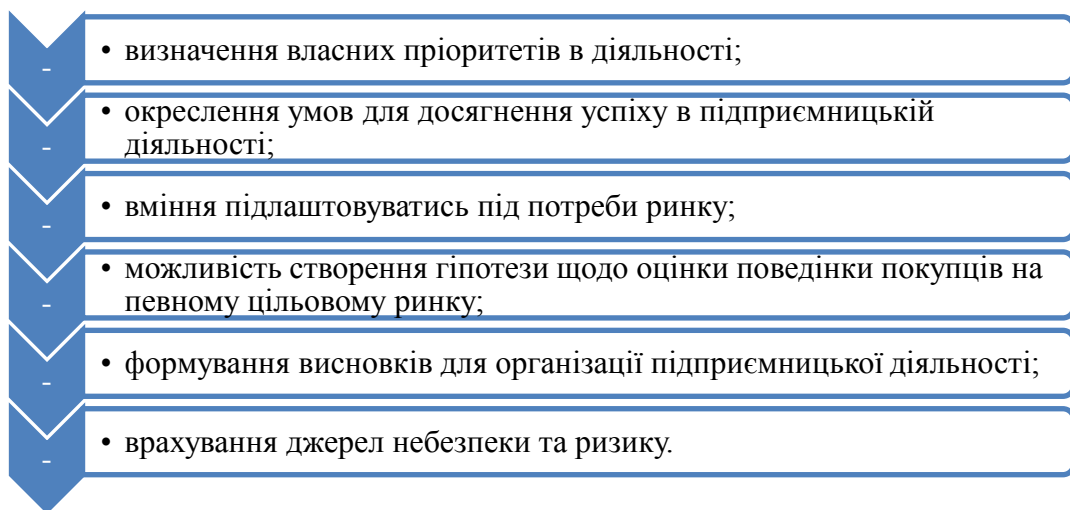 -
• визначення власних пріоритетів в діяльності;
-
• окреслення умов для досягнення успіху в підприємницькій
діяльності;
-
• вміння підлаштовуватись під потреби ринку;
-
• можливість створення гіпотези щодо оцінки поведінки покупців на
певному цільовому ринку;
-
• формування висновків для організації підприємницької діяльності;
-
• врахування джерел небезпеки та ризику.